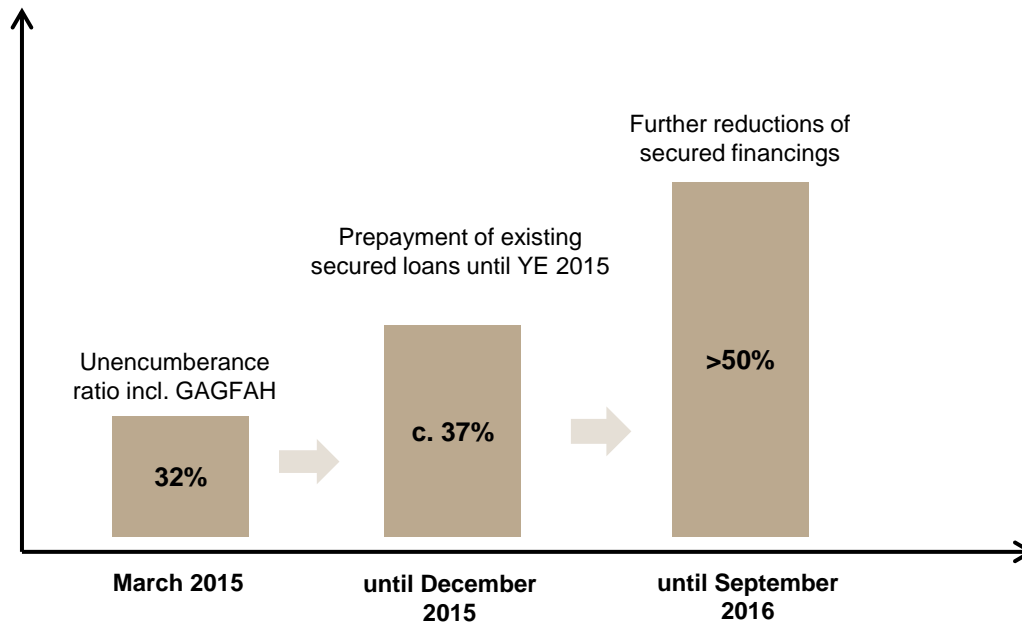 Further reductions of
secured financings
Prepayment of existing
secured loans until YE 2015
Unencumberance
ratio incl. GAGFAH
>50%
c. 37%
32%
March 2015
until December
2015
until September
2016